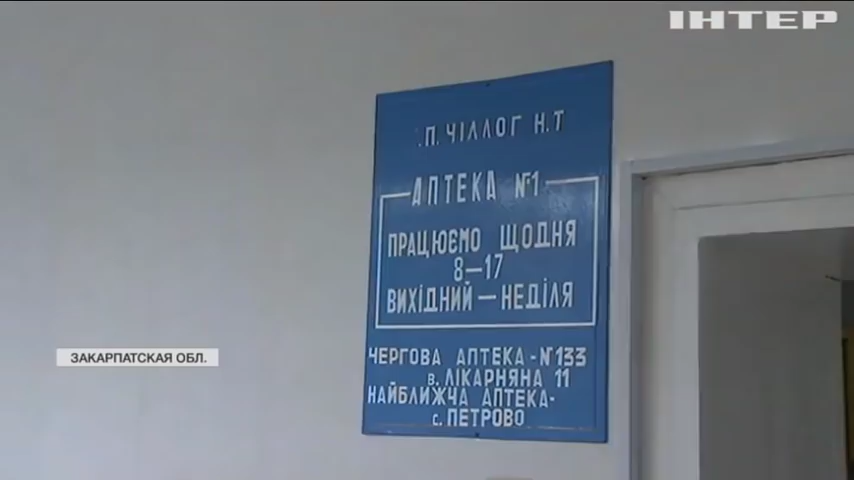 ІНТЕР
.П. ЧІЛЛОГ Н.Т
АПТЕКА №1
ПРАЦЮЄМО ЩОДНЯ
8–17
ВИХІДНИЙ – НЕДІЛЯ
ЧЕРГОВА АПТЕКА - №133
в. ЛІКАРНЯНА 11
НАЙБЛИЖЧА АПТЕКА-
с. ПЕТРОВО
ЗАКАРПАТСКАЯ ОБЛ.